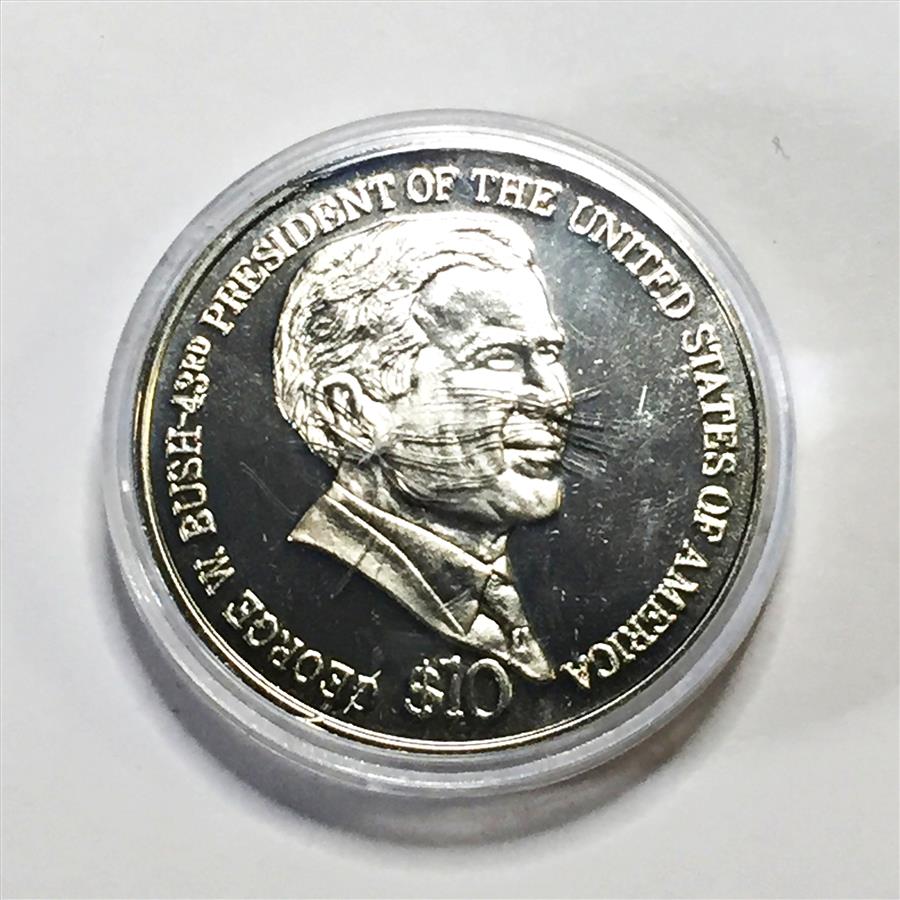 GEORGE W. BUSH-43RD PRESIDENT OF THE UNITED STATES OF AMERICA
$10